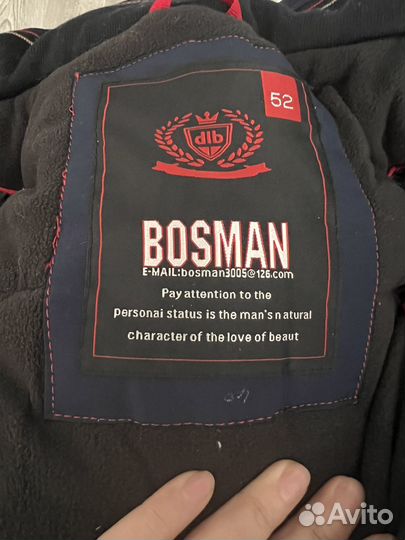 52
dlb
BOSMAN
E-MAIL:bosman3005@126.com
Pay attention to the
personai status is the man's natural
character of the love of beaut
Avito